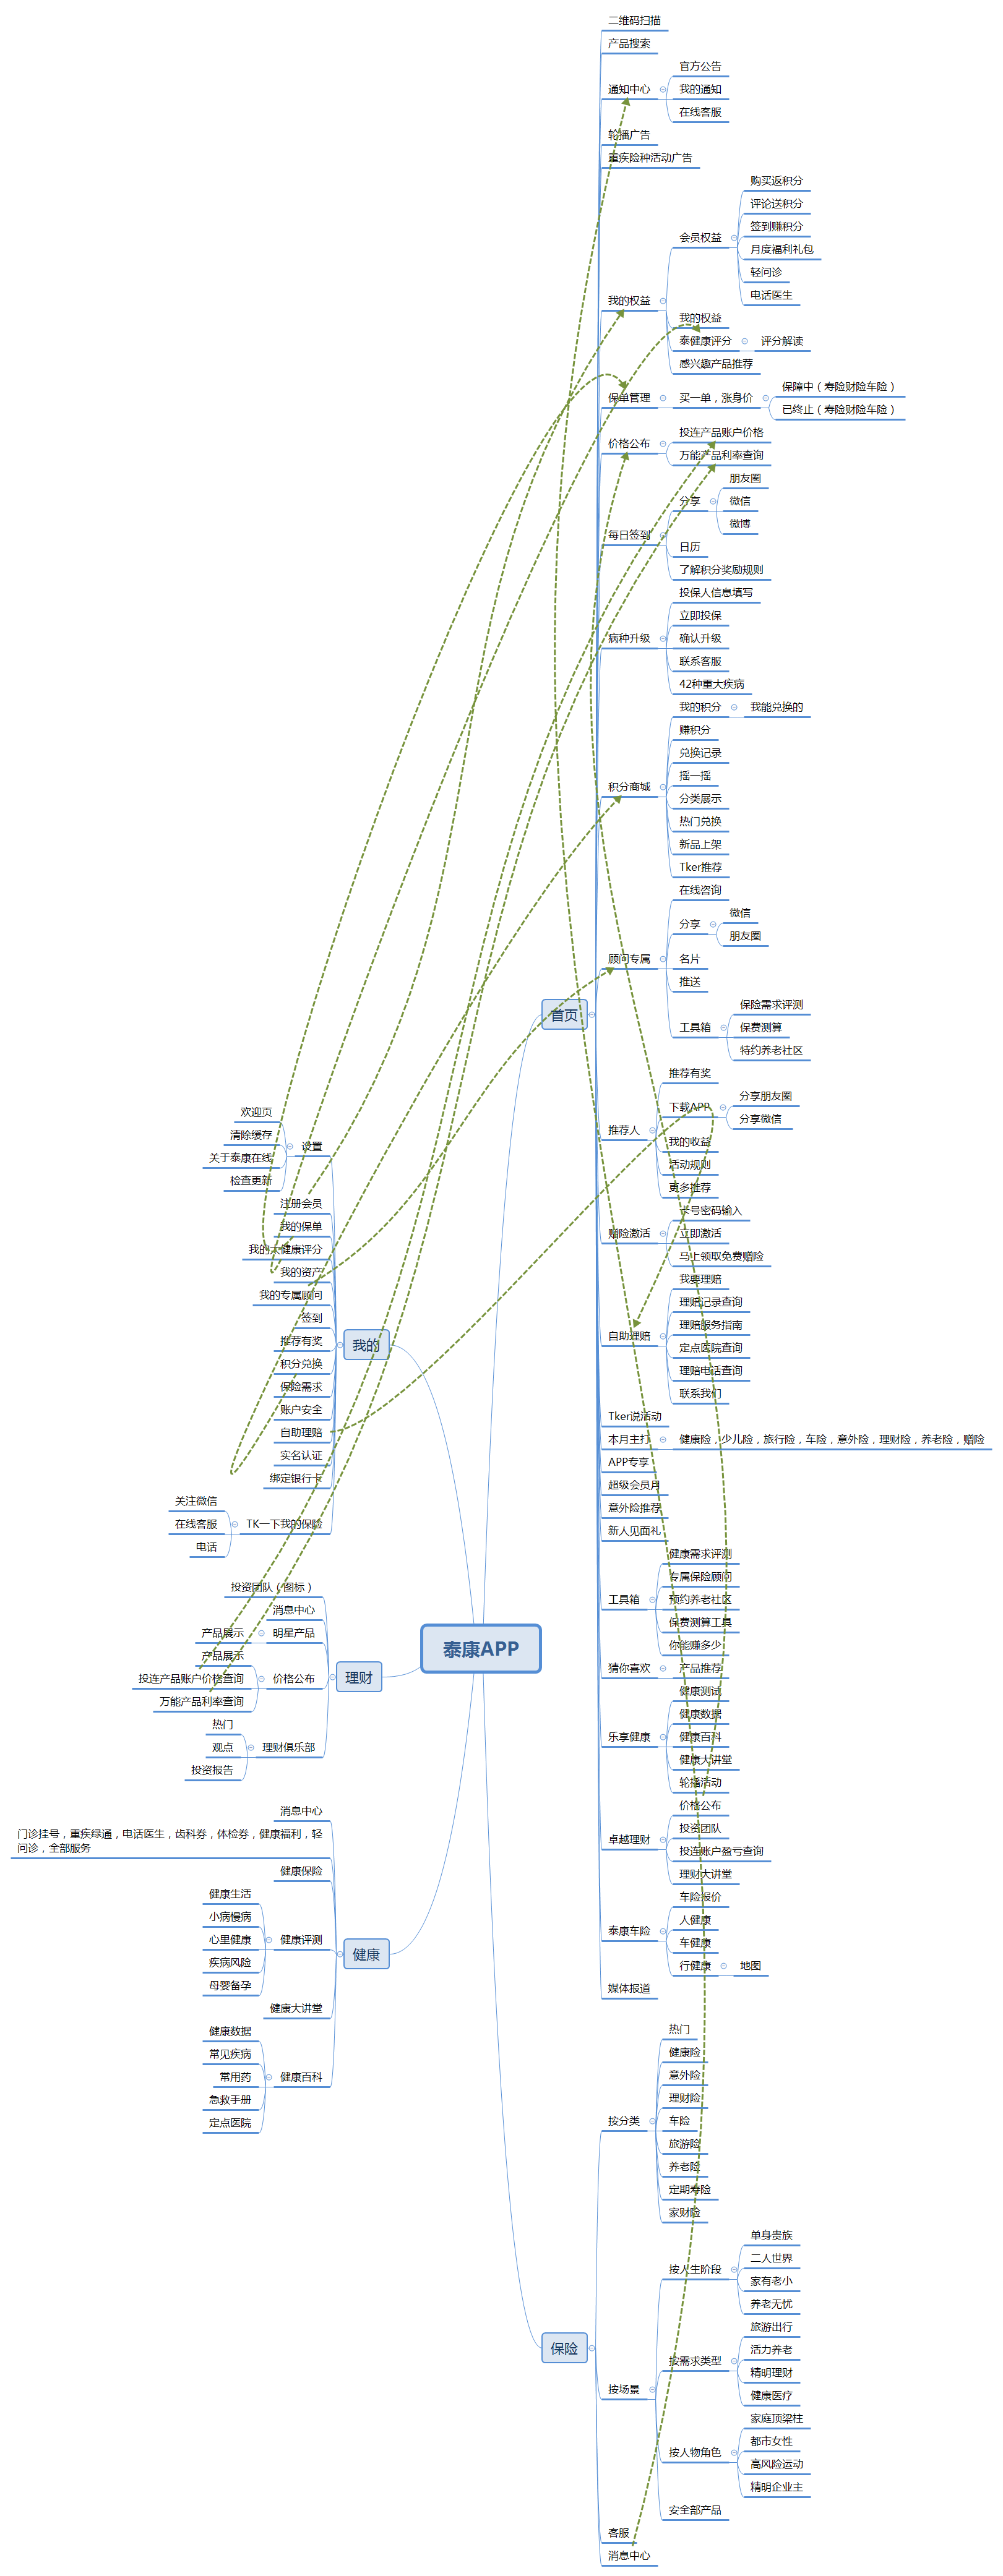 泰康APP
首页
二维码扫描
产品搜索
通知中心
官方公告
我的通知
在线客服
轮播广告
重疾险种活动广告
我的权益
会员权益
购买返积分
评论送积分
签到赚积分
月度福利礼包
轻问诊
电话医生
我的权益
泰健康评分
评分解读
感兴趣产品推荐
保单管理
买一单，涨身价
保障中（寿险财险车险）
已终止（寿险财险车险）
价格公布
投连产品账户价格
万能产品利率查询
每日签到
分享
朋友圈
微信
微博
日历
了解积分奖励规则
病种升级
投保人信息填写
立即投保
确认升级
联系客服
42种重大疾病
积分商城
我的积分
我能兑换的
赚积分
兑换记录
摇一摇
分类展示
热门兑换
新品上架
Tker推荐
顾问专属
在线咨询
分享
微信
朋友圈
名片
推送
工具箱
保险需求评测
保费测算
特约养老社区
推荐人
推荐有奖
下载APP
分享朋友圈
分享微信
我的收益
活动规则
更多推荐
赠险激活
卡号密码输入
立即激活
马上领取免费赠险
自助理赔
我要理赔
理赔记录查询
理赔服务指南
定点医院查询
理赔电话查询
联系我们
Tker说活动
本月主打
健康险，少儿险，旅行险，车险，意外险，理财险，养老险，赠险
APP专享
超级会员月
意外险推荐
新人见面礼
工具箱
健康需求评测
专属保险顾问
预约养老社区
保费测算工具
你能赚多少
猜你喜欢
产品推荐
乐享健康
健康测试
健康数据
健康百科
健康大讲堂
轮播活动
卓越理财
价格公布
投资团队
投连账户盈亏查询
理财大讲堂
泰康车险
车险报价
人健康
车健康
行健康
地图
媒体报道
保险
按分类
热门
健康险
意外险
理财险
车险
旅游险
养老险
定期寿险
家财险
按场景
按人生阶段
单身贵族
二人世界
家有老小
养老无忧
按需求类型
旅游出行
活力养老
精明理财
健康医疗
按人物角色
家庭顶梁柱
都市女性
高风险运动
精明企业主
安全部产品
客服
消息中心
我的
设置
欢迎页
清除缓存
关于泰康在线
检查更新
注册会员
我的保单
我的大健康评分
我的资产
我的专属顾问
签到
推荐有奖
积分兑换
保险需求
账户安全
自助理赔
实名认证
绑定银行卡
TK一下我的保险
关注微信
在线客服
电话
理财
投资团队（图标）
消息中心
明星产品
产品展示
价格公布
产品展示
投连产品账户价格查询
万能产品利率查询
理财俱乐部
热门
观点
投资报告
健康
消息中心
门诊挂号，重疾绿通，电话医生，齿科券，体检券，健康福利，轻
问诊，全部服务
健康保险
健康评测
健康生活
小病慢病
心里健康
疾病风险
母婴备孕
健康大讲堂
健康百科
健康数据
常见疾病
常用药
急救手册
定点医院